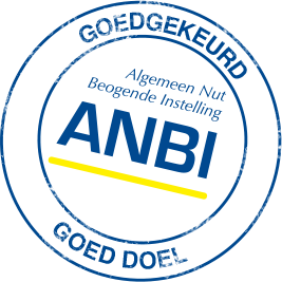 GOEDGEKEURD
Algemeen Nut
Beogende Instelling
ANBI
GOED DOEL